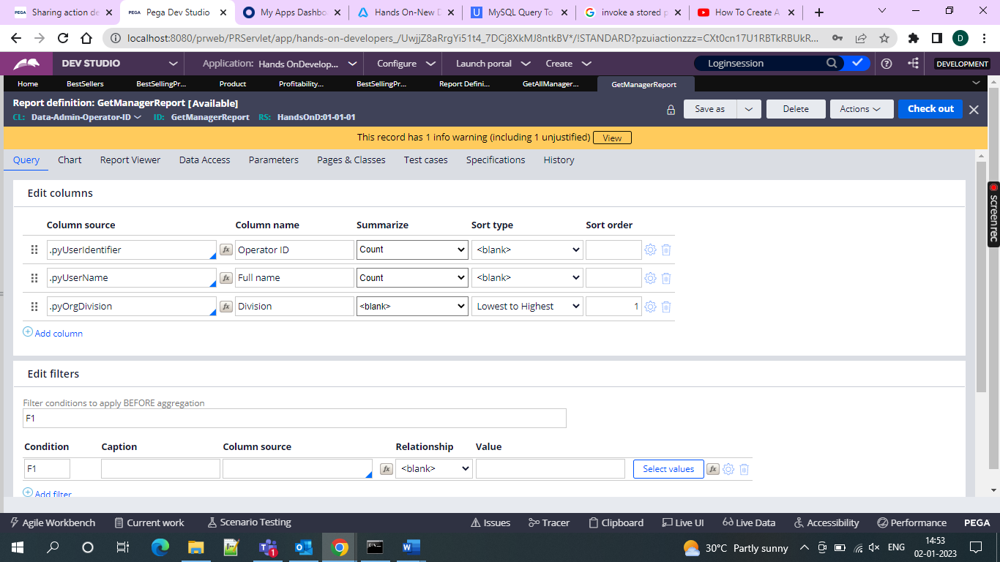 Sharing action de
Pega Dev Studio
My Apps Dashbo
Hands On-New D
MySQL Query To
invoke a stored p
How To Create A
localhost:8080/prweb/PRServlet/app/hands-on-developers_/UwjjZ8aRrgYi51t4_7DCj8XkMJ8ntkBV*/!STANDARD?pzuiactionzzz=CXt0cn17U1RBTkRBUkR...
D
DEV STUDIO
Application: Hands OnDevelop...
Configure
Launch portal
Create
Loginsession
DEVELOPMENT
Home
BestSellers
BestSellingPr...
Product
Profitability...
BestSellingPr...
Report Defini...
GetAllManager...
GetManagerReport
Report definition: GetManagerReport [Available]
CL: Data-Admin-Operator-ID ID: GetManagerReport RS: HandsOnD:01-01-01
Save as
Delete
Actions
Check out
This record has 1 info warning (including 1 unjustified) View
Query
Chart
Report Viewer
Data Access
Parameters
Pages & Classes
Test cases
Specifications
History
screenrec
Edit columns
Column source Column name Summarize Sort type Sort order
.pyUserIdentifier fx Operator ID Count <blank>
.pyUserName fx Full name Count <blank>
.pyOrgDivision fx Division <blank> Lowest to Highest 1
Add column
Edit filters
Filter conditions to apply BEFORE aggregation
F1
Condition Caption Column source Relationship Value
F1 fx <blank> Select values fx
Add filter
Agile Workbench
Current work
Scenario Testing
Issues
Tracer
Clipboard
Live UI
Live Data
Accessibility
Performance
PEGA
30°C Partly sunny
ENG
14:53
02-01-2023